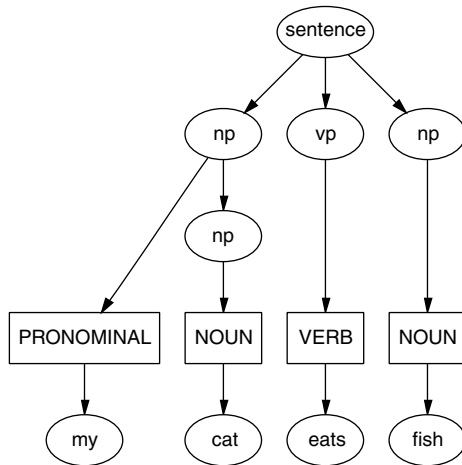 sentence
np vp np
np
PRONOMINAL NOUN VERB NOUN
my cat eats fish